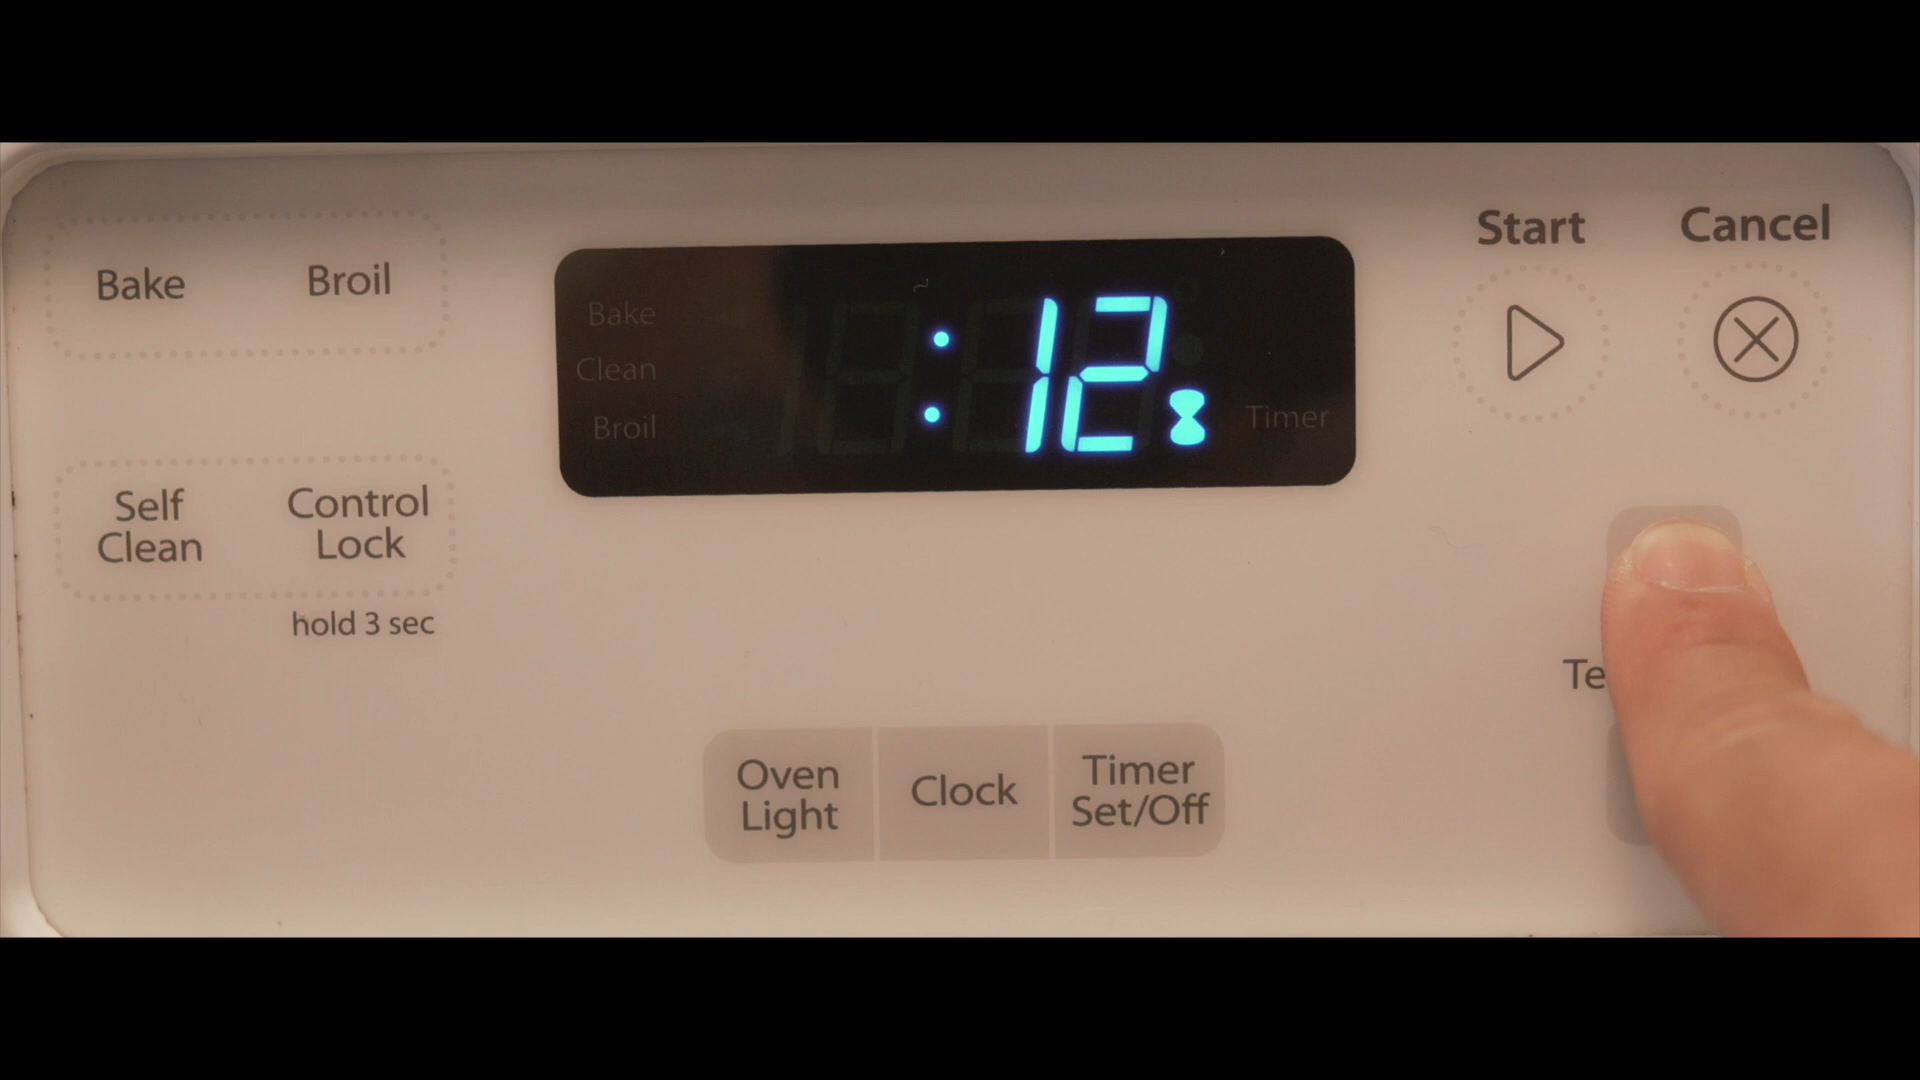 Bake Broil
Self Clean
Control Lock
hold 3 sec
Bake
Clean
Broil
:12
Timer
Start Cancel
Oven Light
Clock
Timer Set/Off